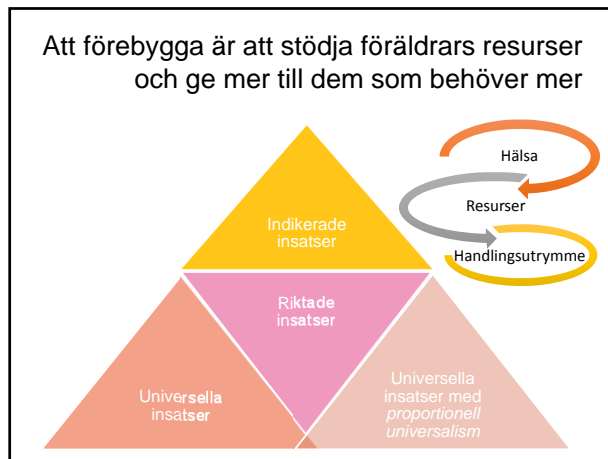 Att förebygga är att stödja föräldrars resurser
och ge mer till dem som behöver mer
Hälsa
Resurser
Handlingsutrymme
Indikerade
insatser
Riktade
insatser
Universella
insatser
Universella
insatser med
proportionell
universalism